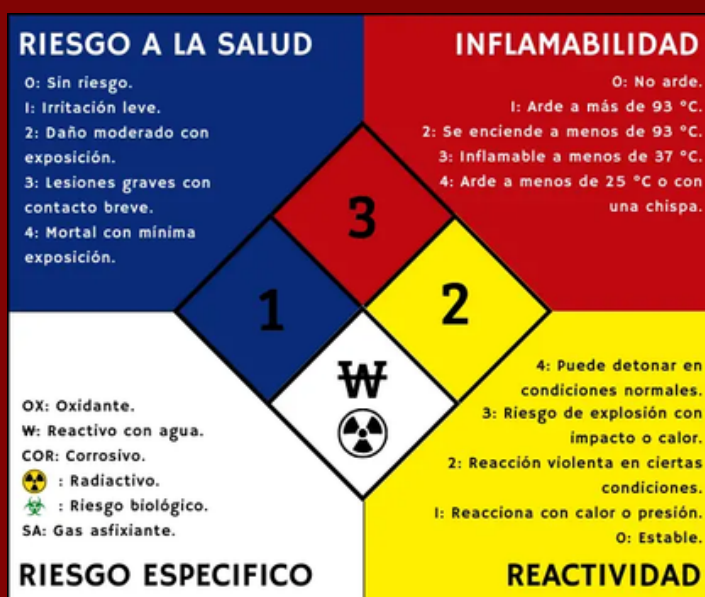 RIESGO A LA SALUD
0: Sin riesgo.
1: Irritación leve.
2: Daño moderado con
exposición.
3: Lesiones graves con
contacto breve.
4: Mortal con mínima
exposición.
INFLAMABILIDAD
0: No arde.
1: Arde a más de 93 °C.
2: Se enciende a menos de 93 °C.
3: Inflamable a menos de 37 °C.
4: Arde a menos de 25 °C o con
una chispa.
3
1
2
W
OX: Oxidante.
W: Reactivo con agua.
COR: Corrosivo.
: Radiactivo.
: Riesgo biológico.
SA: Gas asfixiante.
RIESGO ESPECIFICO
4: Puede detonar en
condiciones normales.
3: Riesgo de explosión con
impacto o calor.
2: Reacción violenta en ciertas
condiciones.
1: Reacciona con calor o presión.
0: Estable.
REACTIVIDAD